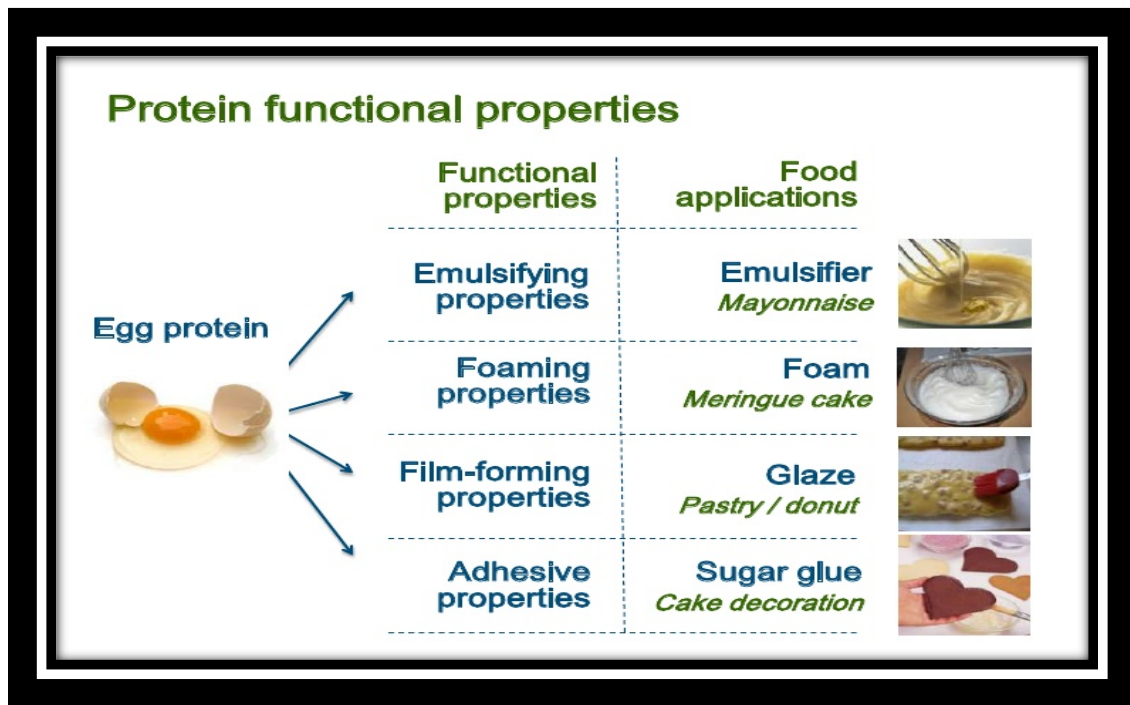 Protein functional properties
Functional
properties
Food
applications
Egg protein
Emulsifying
properties
Emulsifier
Mayonnaise
Foaming
properties
Foam
Meringue cake
Film-forming
properties
Glaze
Pastry / donut
Adhesive
properties
Sugar glue
Cake decoration